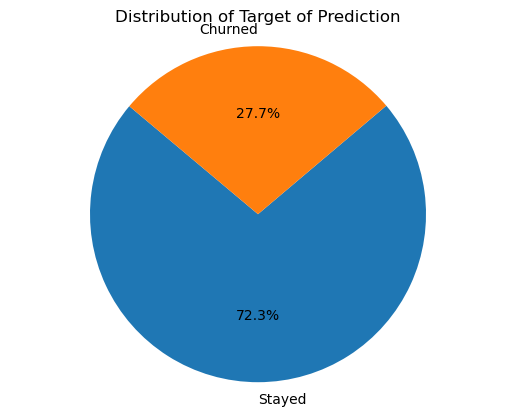 Distribution of Target of Prediction
Churned
27.7%
72.3%
Stayed